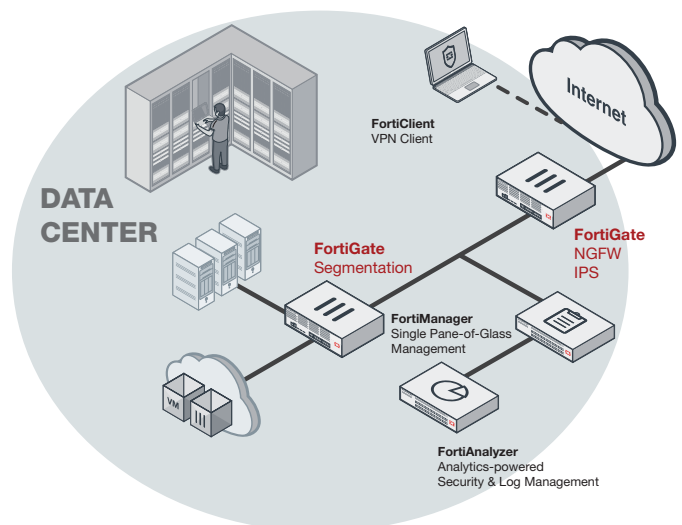 Internet
FortiClient
VPN Client
DATA
CENTER
FortiGate
NGFW
IPS
FortiGate
Segmentation
FortiManager
Single Pane-of-Glass
Management
VM
FortiAnalyzer
Analytics-powered
Security & Log Management